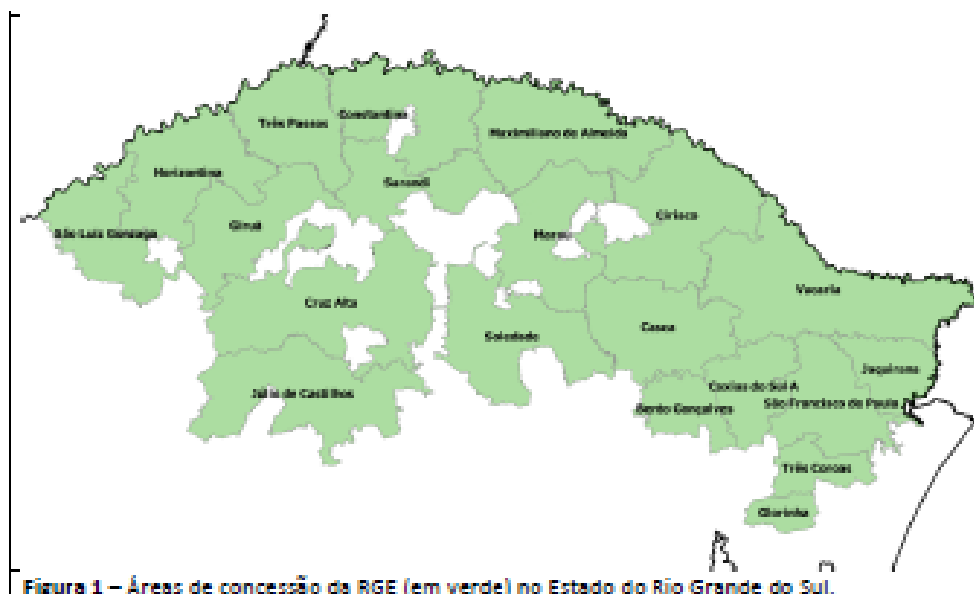 Três Passos
Constantina
Maximiliano de Almeida
Horizontina
Sarandi
São Luiz Gonzaga
Giruá
Marau
Ciríaco
Vacaria
Cruz Alta
Soledade
Casca
Jaquirana
Júlio de Castilhos
Caxias do Sul A
Bento Gonçalves
São Francisco de Paula
Três Coroas
Glorinha
Figura 1 – Áreas de concessão da RGE (em verde) no Estado do Rio Grande do Sul.